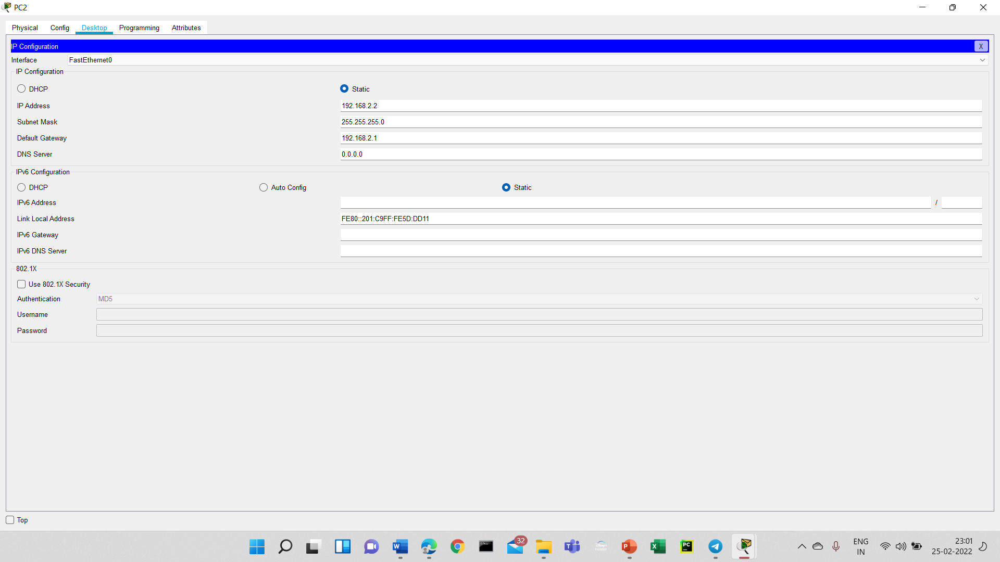 PC2
Physical Config Desktop Programming Attributes
IP Configuration X
Interface FastEthernet0
IP Configuration
DHCP Static
IP Address 192.168.2.2
Subnet Mask 255.255.255.0
Default Gateway 192.168.2.1
DNS Server 0.0.0.0
IPv6 Configuration
DHCP Auto Config Static
IPv6 Address /
Link Local Address FE80::201:C9FF:FE5D:DD11
IPv6 Gateway
IPv6 DNS Server
802.1X
Use 802.1X Security
Authentication MD5
Username
Password
Top
32
ENG
IN
23:01
25-02-2022